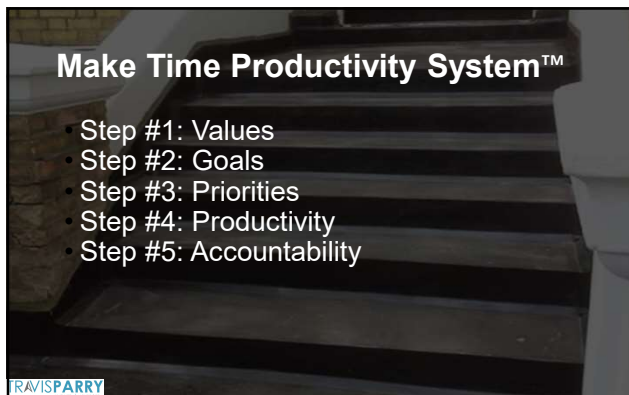 Make Time Productivity System™
• Step #1: Values
• Step #2: Goals
• Step #3: Priorities
• Step #4: Productivity
• Step #5: Accountability
TRAVISPARRY